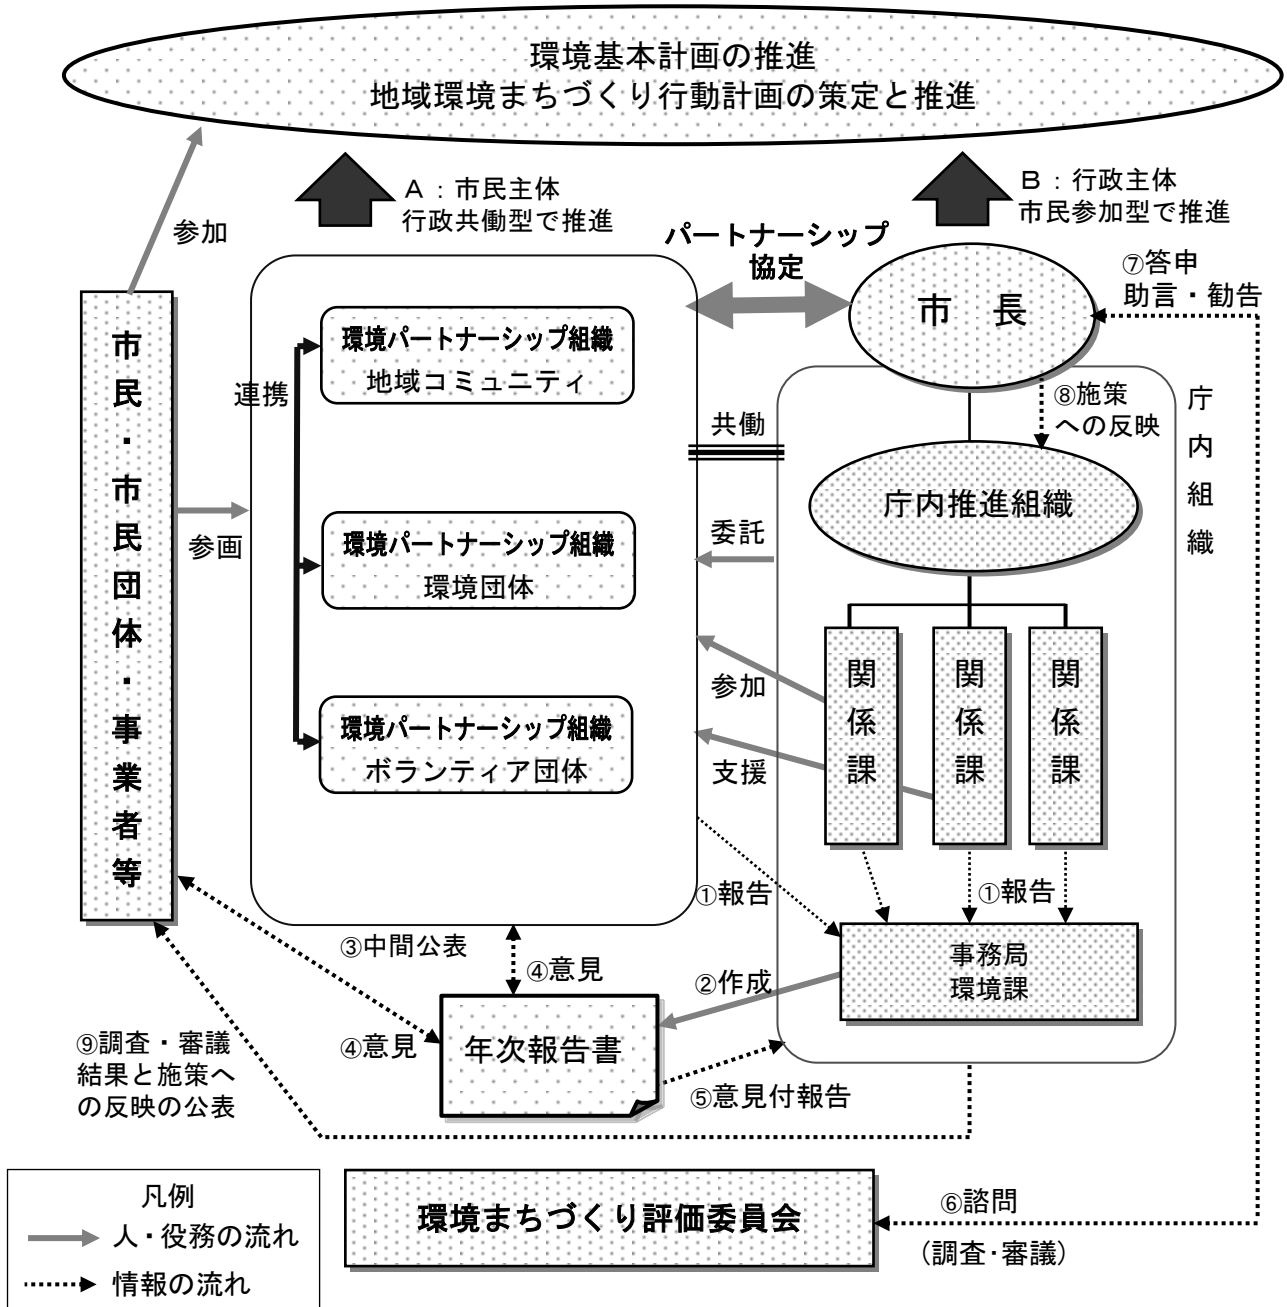 環境基本計画の推進
地域環境まちづくり行動計画の策定と推進
A：市民主体
行政共働型で推進
B：行政主体
市民参加型で推進
参加
パートナーシップ
協定
⑦答申
助言・勧告
市　長
市民・市民団体・事業者等
環境パートナーシップ組織
地域コミュニティ
連携
⑧施策
への反映
庁内組織
共働
庁内推進組織
参画
環境パートナーシップ組織
環境団体
委託
関係課
関係課
関係課
参加
環境パートナーシップ組織
ボランティア団体
支援
①報告
①報告
③中間公表
④意見
事務局
環境課
②作成
④意見
年次報告書
⑤意見付報告
⑨調査・審議
結果と施策へ
の反映の公表
凡例
人・役務の流れ
情報の流れ
環境まちづくり評価委員会
⑥諮問
（調査・審議）